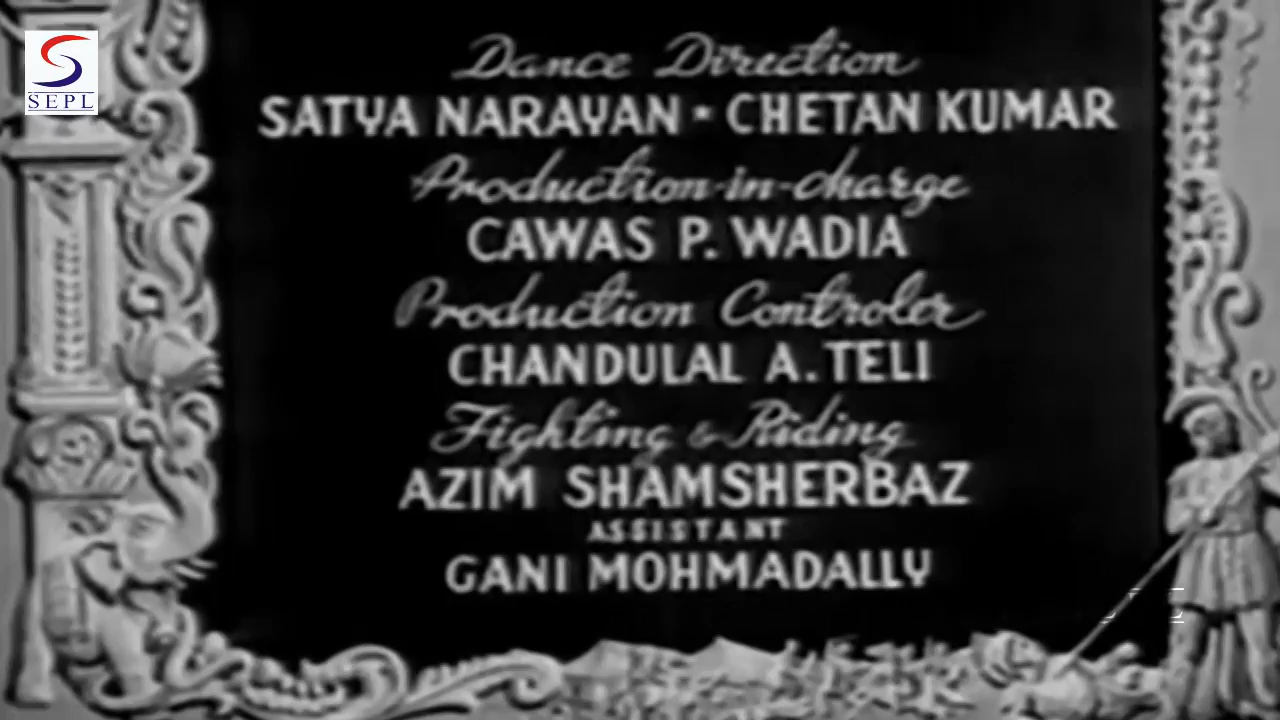 SEPL
Dance Direction
SATYA NARAYAN * CHETAN KUMAR
Production-in-charge
CAWAS P. WADIA
Production Controler
CHANDULAL A. TELI
Fighting & Riding
AZIM SHAMSHERBAZ
ASSISTANT
GANI MOHMADALLY